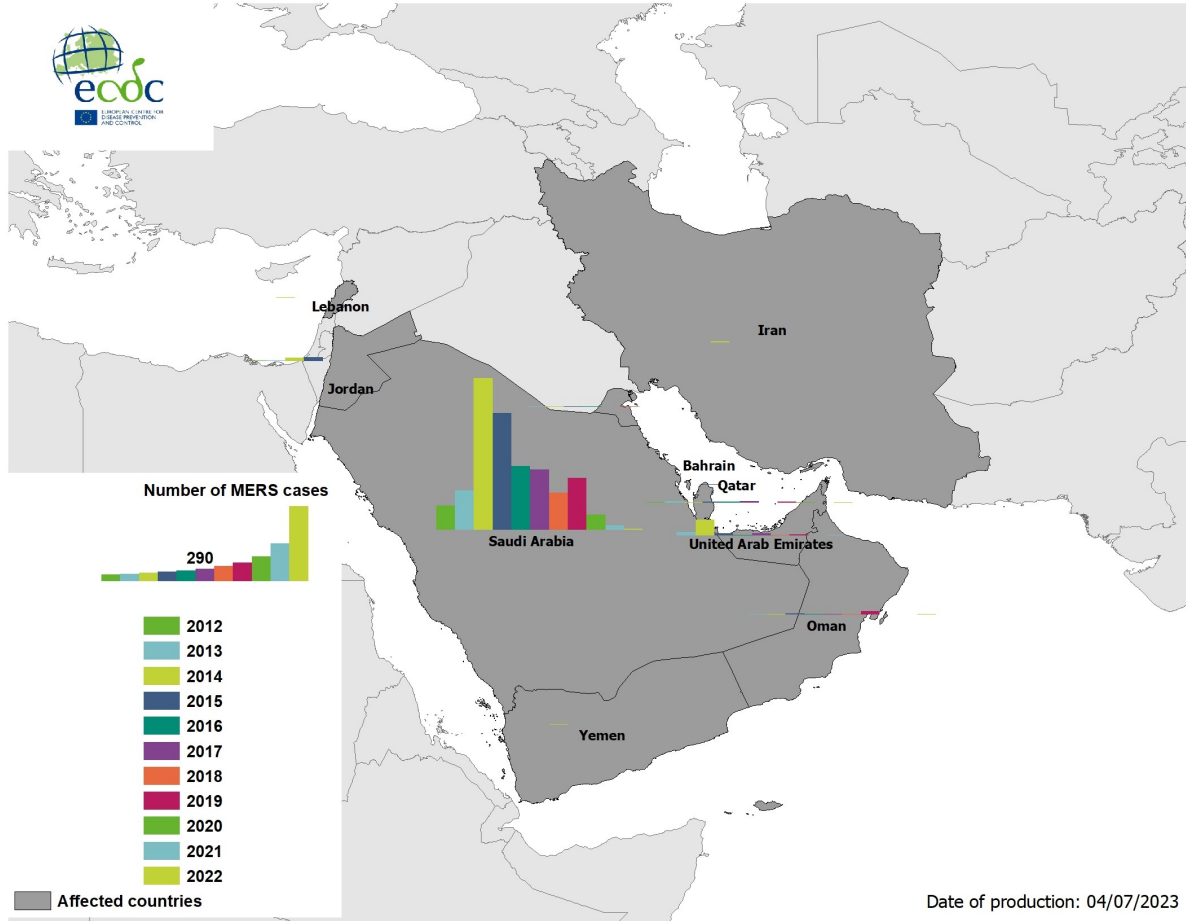 ecdc
EUROPEAN CENTRE FOR
DISEASE PREVENTION
AND CONTROL
Lebanon
Iran
Jordan
Bahrain
Qatar
Saudi Arabia
United Arab Emirates
Oman
Yemen
Number of MERS cases
290
2012
2013
2014
2015
2016
2017
2018
2019
2020
2021
2022
Affected countries
Date of production: 04/07/2023